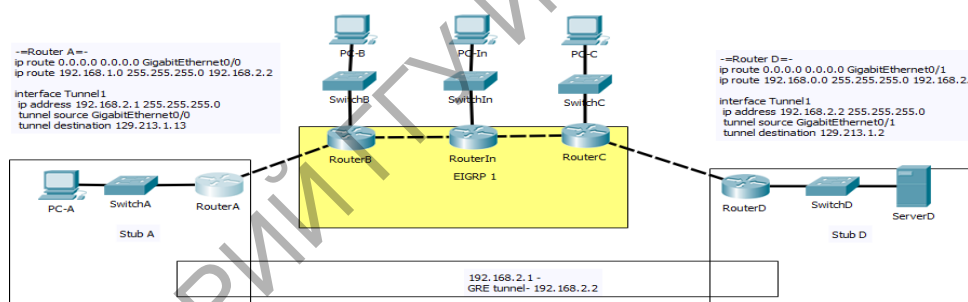 -=Router A=-
ip route 0.0.0.0 0.0.0.0 GigabitEthernet0/0
ip route 192.168.1.0 255.255.255.0 192.168.2.2
interface Tunnel1
ip address 192.168.2.1 255.255.255.0
tunnel source GigabitEthernet0/0
tunnel destination 129.213.1.13
PC-B
PC-In
PC-C
-=Router D=-
ip route 0.0.0.0 0.0.0.0 GigabitEthernet0/1
ip route 192.168.0.0 255.255.255.0 192.168.2.
interface Tunnel1
ip address 192.168.2.2 255.255.255.0
tunnel source GigabitEthernet0/1
tunnel destination 129.213.1.2
SwitchB
SwitchIn
SwitchC
RouterB
RouterIn
RouterC
EIGRP 1
PC-A
SwitchA
RouterA
RouterD
SwitchD
ServerD
Stub A
Stub D
192.168.2.1 -
GRE tunnel- 192.168.2.2
РИЙ ГГУ И